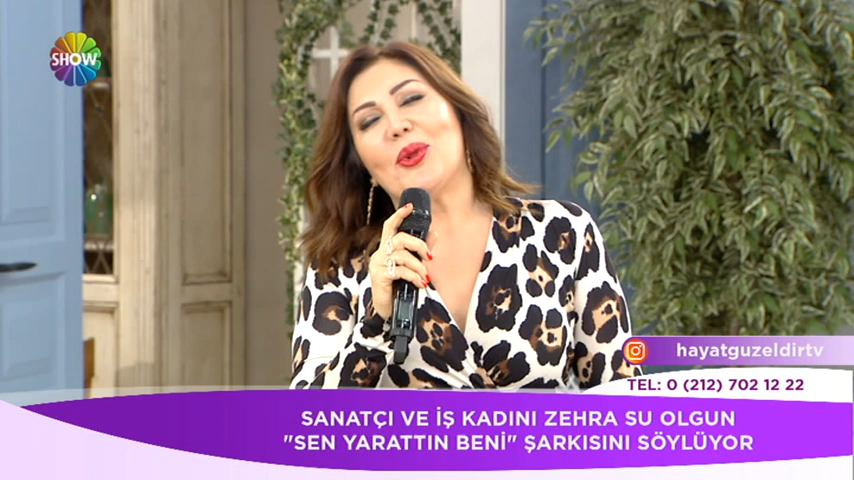 SHOW
hayatguzeldirtv
TEL: 0 (212) 702 12 22
SANATÇI VE İŞ KADINI ZEHRA SU OLGUN
"SEN YARATTIN BENİ" ŞARKISINI SÖYLÜYOR